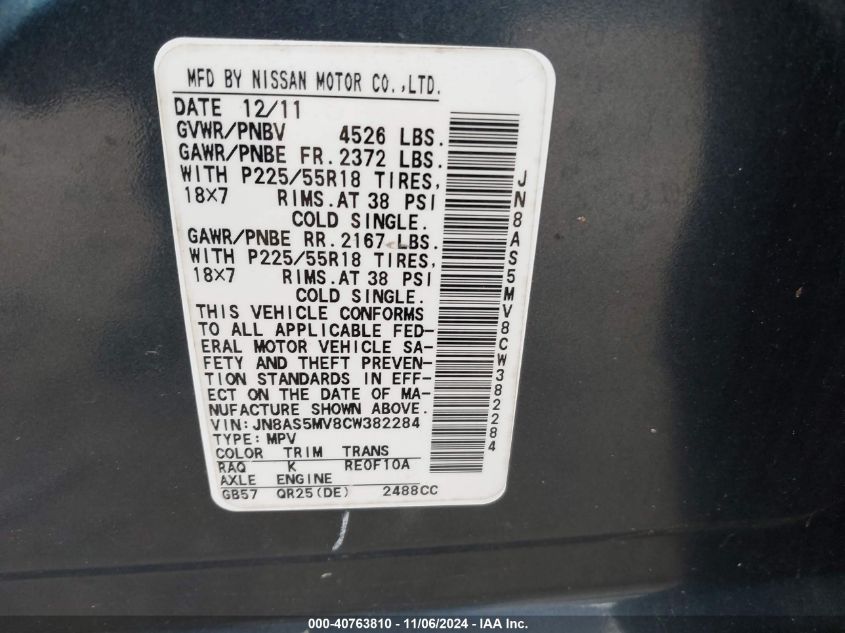 MFD BY NISSAN MOTOR CO.,LTD.
DATE 12/11
GVWR/PNBV 4526 LBS.
GAWR/PNBE FR. 2372 LBS.
WITH P225/55R18 TIRES,
18X7 RIMS.AT 38 PSI
COLD SINGLE.
GAWR/PNBE RR. 2167 LBS.
WITH P225/55R18 TIRES,
18X7 RIMS.AT 38 PSI
COLD SINGLE.
THIS VEHICLE CONFORMS
TO ALL APPLICABLE FED-
ERAL MOTOR VEHICLE SA-
FETY AND THEFT PREVEN-
TION STANDARDS IN EFF-
ECT ON THE DATE OF MA-
NUFACTURE SHOWN ABOVE.
VIN: JN8AS5MV8CW382284
TYPE: MPV
COLOR TRIM TRANS
RAQ K RE0F10A
AXLE ENGINE
GB57 QR25(DE) 2488CC
JN8AS5MV8CW382284
000-40763810 - 11/06/2024 - IAA Inc.